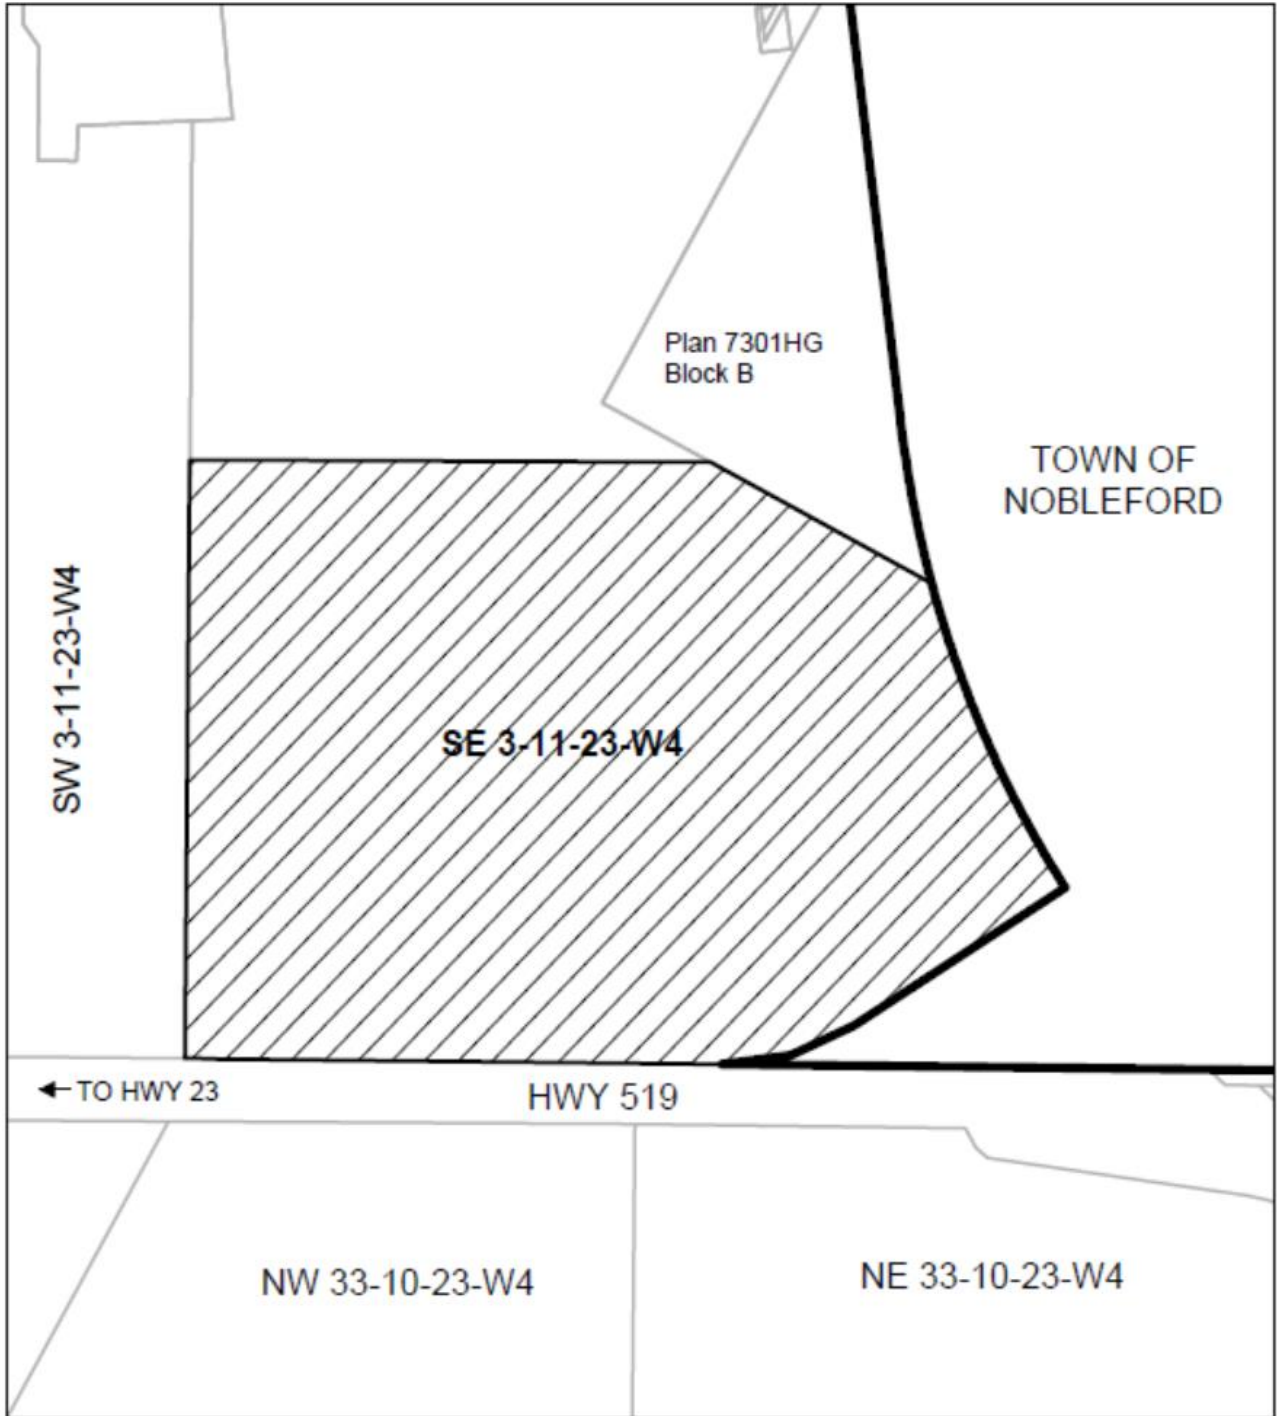 Plan 7301HG
Block B
TOWN OF
NOBLEFORD
SW 3-11-23-W4
SE 3-11-23-W4
TO HWY 23
HWY 519
NW 33-10-23-W4
NE 33-10-23-W4